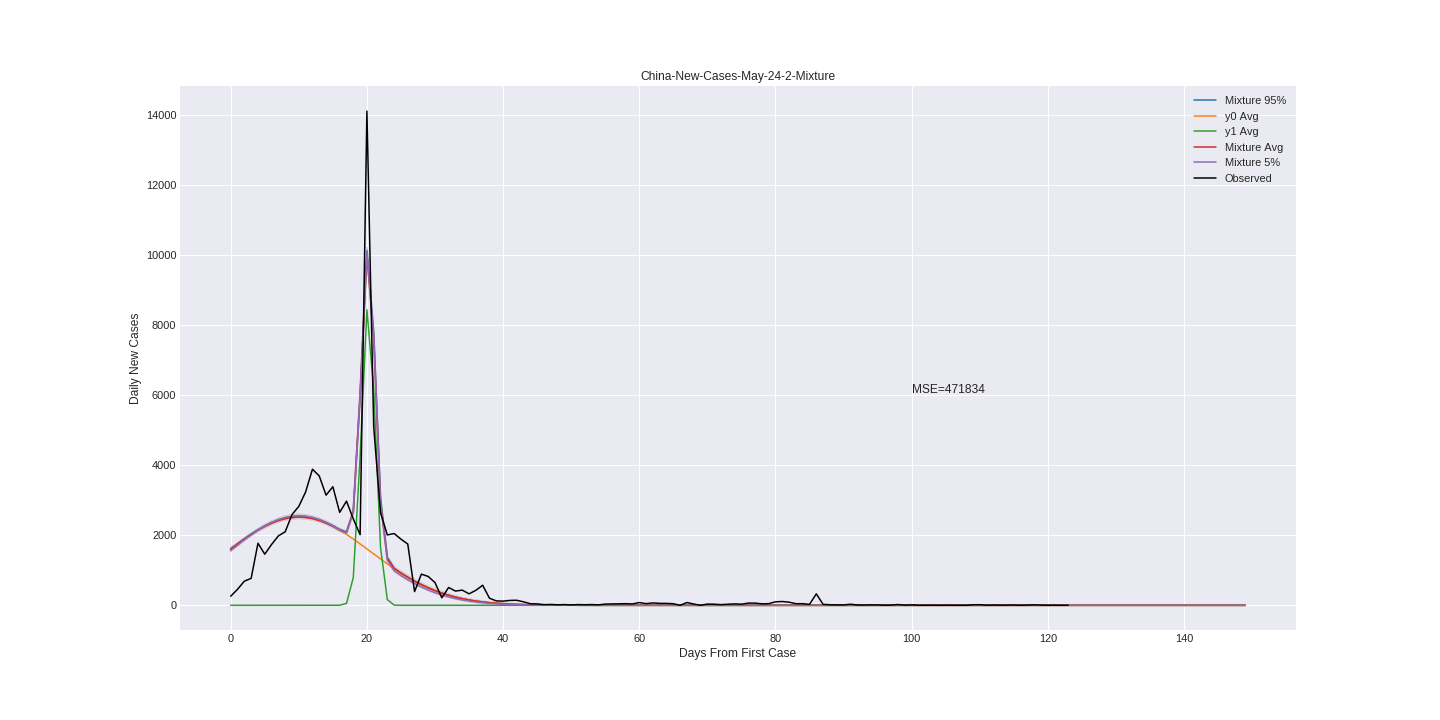 China-New-Cases-May-24-2-Mixture
Mixture 95%
y0 Avg
y1 Avg
Mixture Avg
Mixture 5%
Observed
14000
12000
10000
8000
6000
4000
2000
0
Daily New Cases
MSE=471834
0 20 40 60 80 100 120 140
Days From First Case